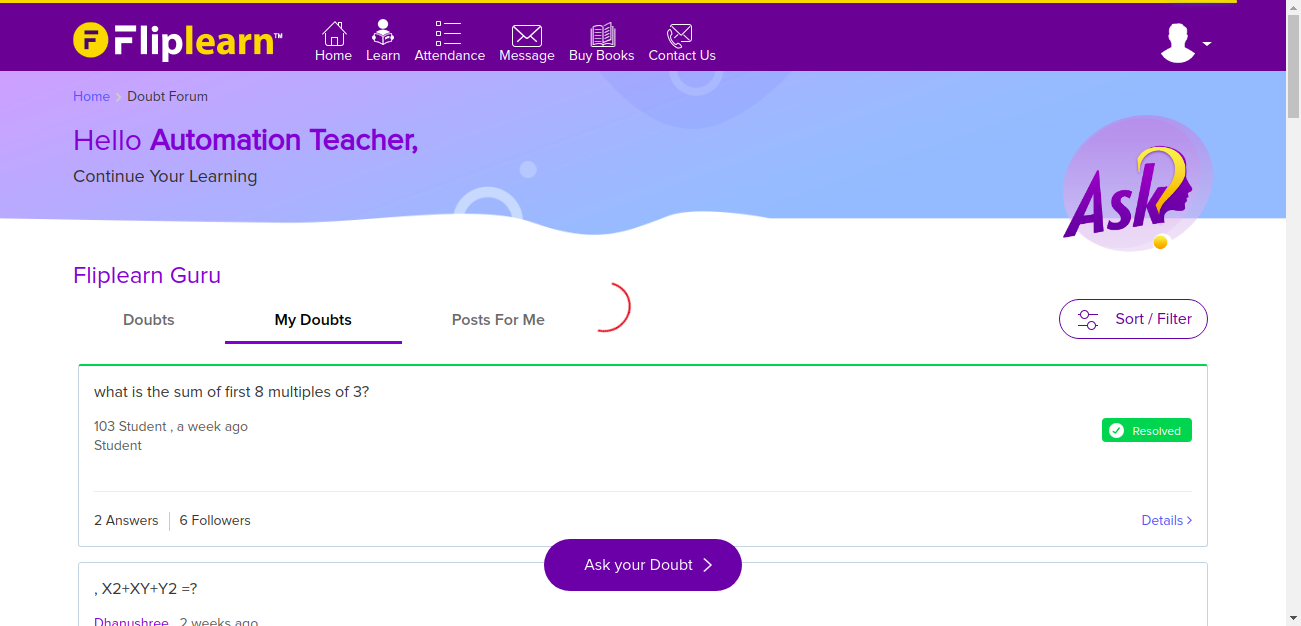 Fliplearn™
Home Learn Attendance Message Buy Books Contact Us
Home > Doubt Forum
Hello Automation Teacher,
Continue Your Learning
Ask?
Fliplearn Guru
Doubts My Doubts Posts For Me Sort / Filter
what is the sum of first 8 multiples of 3?
103 Student , a week ago
Student
Resolved
2 Answers 6 Followers Details >
Ask your Doubt >
, X2+XY+Y2 =?
Dhanushree 2 weeks ago